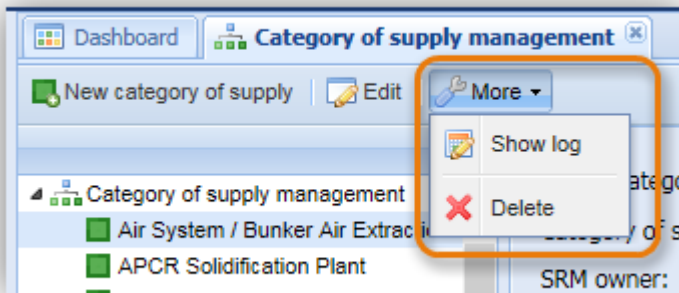 Dashboard Category of supply management
New category of supply Edit More
Show log
Category of supply management
Delete
Air System / Bunker Air
APCR Solidification Plant
SRM owner: